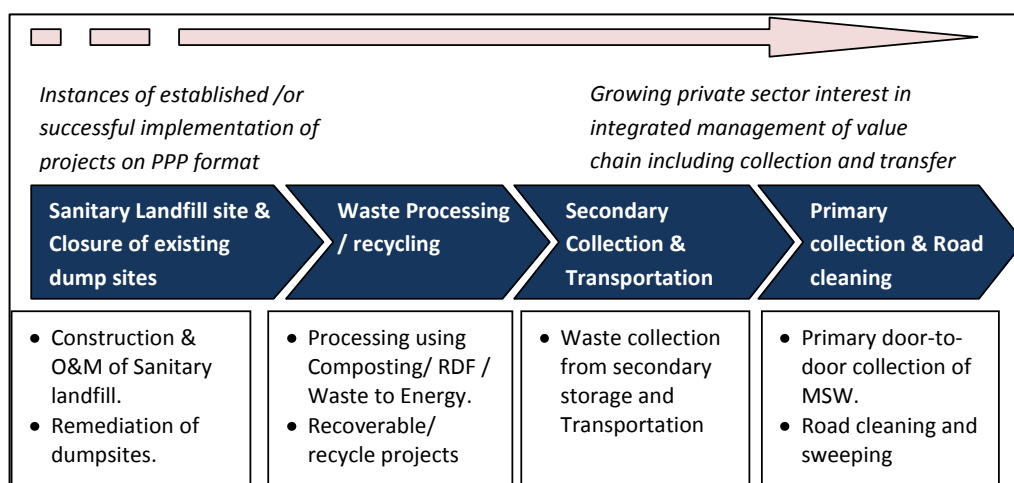 Instances of established /or
successful implementation of
projects on PPP format
Growing private sector interest in
integrated management of value
chain including collection and transfer
Sanitary Landfill site &
Closure of existing
dump sites
Waste Processing
/ recycling
Secondary
Collection &
Transportation
Primary
collection & Road
cleaning
• Construction &
O&M of Sanitary
landfill.
• Remediation of
dumpsites.
• Processing using
Composting/ RDF /
Waste to Energy.
• Recoverable/
recycle projects
• Waste collection
from secondary
storage and
Transportation
• Primary door-to-
door collection of
MSW.
• Road cleaning and
sweeping